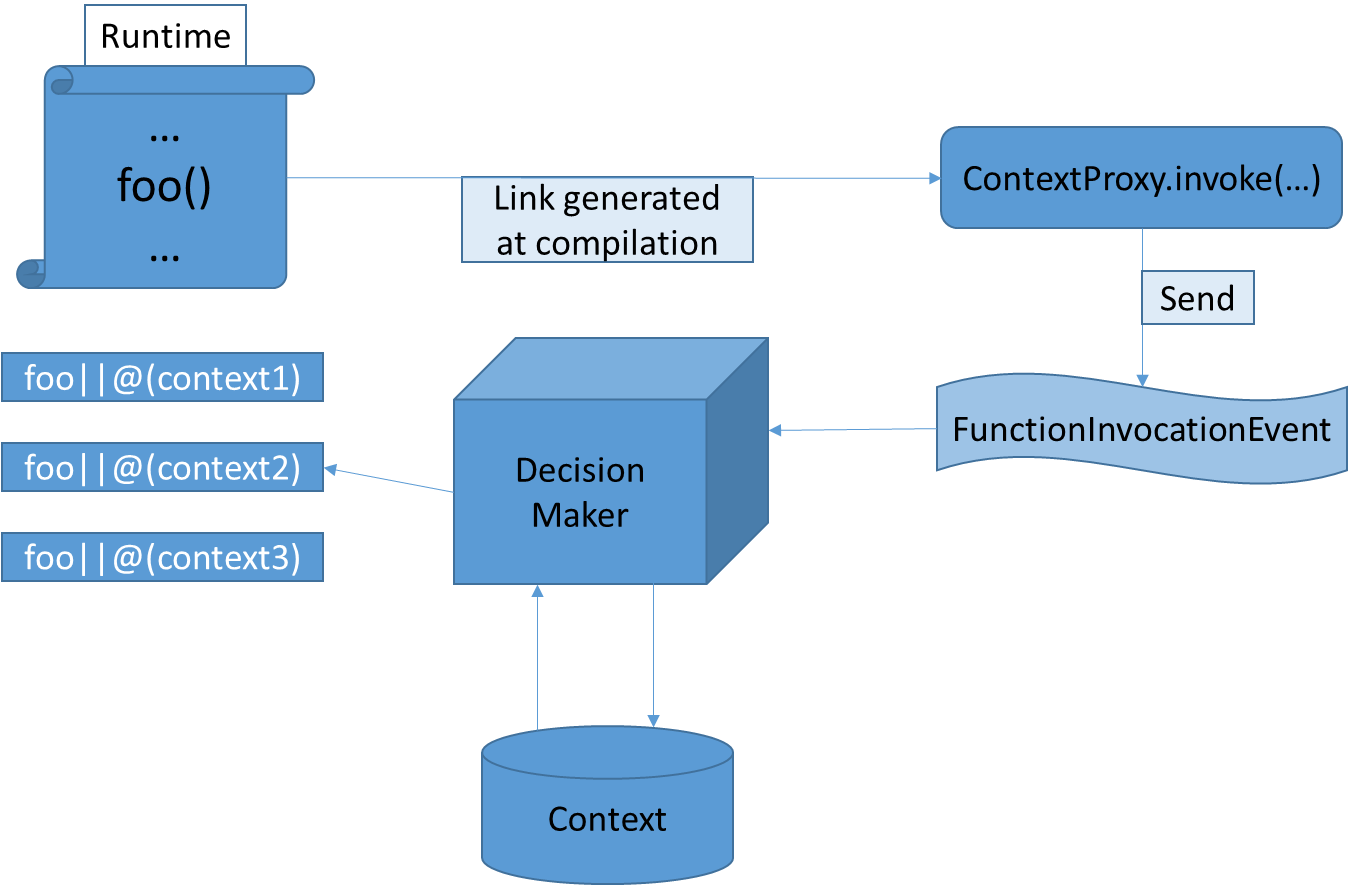 Runtime
...
foo()
...
Link generated
at compilation
ContextProxy.invoke(...)
Send
FunctionInvocationEvent
Decision
Maker
foo||@(context1)
foo||@(context2)
foo||@(context3)
Context